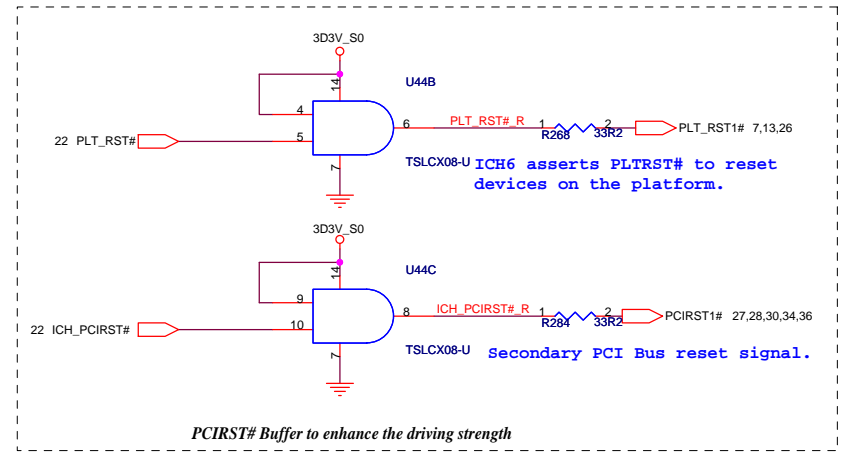 3D3V_S0
U44B
14
4
6
PLT_RST#_R
1
2
PLT_RST1# 7,13,26
R268
33R2
22 PLT_RST#
5
7
TSLCX08-U
ICH6 asserts PLTRST# to reset
devices on the platform.
3D3V_S0
U44C
14
9
8
ICH_PCIRST#_R
1
2
PCIRST1# 27,28,30,34,36
R284
33R2
22 ICH_PCIRST#
10
7
TSLCX08-U
Secondary PCI Bus reset signal.
PCIRST# Buffer to enhance the driving strength